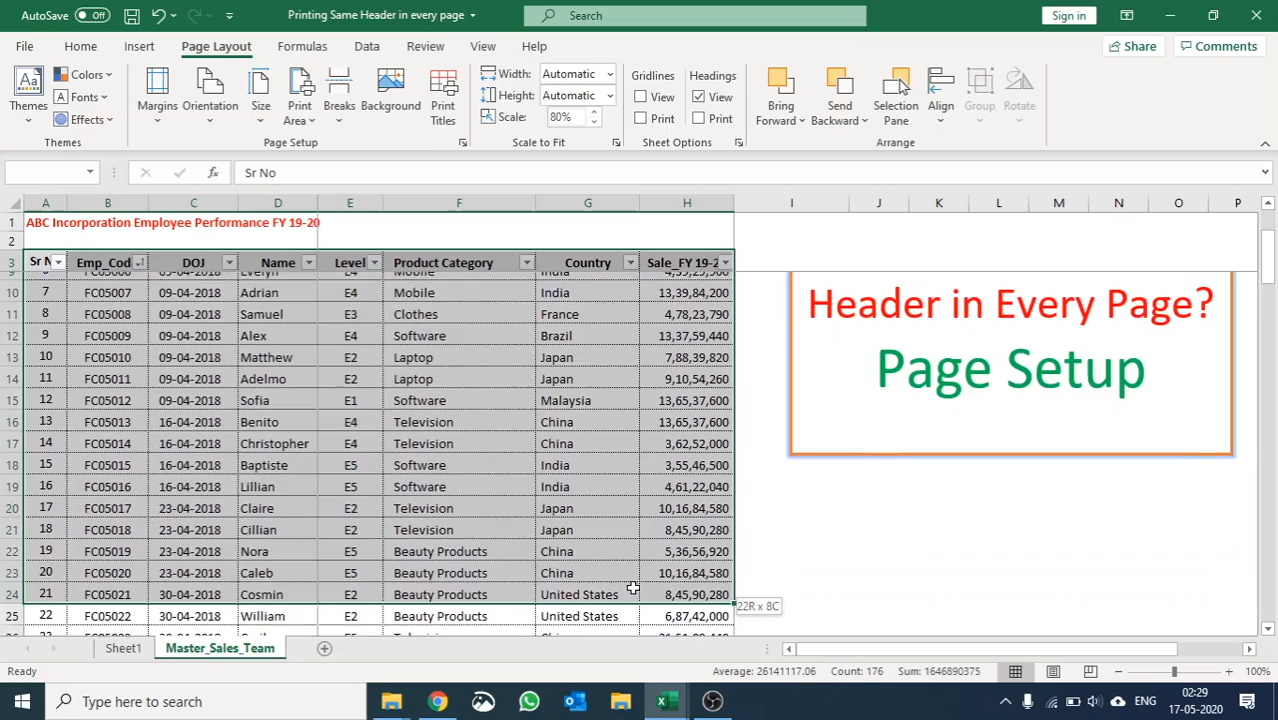 AutoSave Off
Printing Same Header in every page
Search
Sign in
File Home Insert Page Layout Formulas Data Review View Help
Share Comments
Colors
Fonts
Effects
Themes
Margins Orientation Size Print Area Breaks Background Print Titles
Width: Automatic
Height: Automatic
Scale: 80%
Gridlines Headings
View View
Print Print
Bring Forward Send Backward Selection Pane Align Group Rotate
Themes Page Setup Scale to Fit Sheet Options Arrange
fx Sr No
A B C D E F G H I J K L M N O P
1 ABC Incorporation Employee Performance FY 19-20
2
3 Sr Emp_Cod DOJ Name Level Product Category Country Sale_FY 19-2
10 7 FC05007 09-04-2018 Adrian E4 Mobile India 13,39,84,200
11 8 FC05008 09-04-2018 Samuel E3 Clothes France 4,78,23,790
12 9 FC05009 09-04-2018 Alex E4 Software Brazil 13,37,59,440
13 10 FC05010 09-04-2018 Matthew E2 Laptop Japan 7,88,39,820
14 11 FC05011 09-04-2018 Adelmo E2 Laptop Japan 9,10,54,260
15 12 FC05012 09-04-2018 Sofia E1 Software Malaysia 13,65,37,600
16 13 FC05013 16-04-2018 Benito E4 Television China 13,65,37,600
17 14 FC05014 16-04-2018 Christopher E4 Television China 3,62,52,000
18 15 FC05015 16-04-2018 Baptiste E5 Software India 3,55,46,500
19 16 FC05016 16-04-2018 Lillian E5 Software India 4,61,22,040
20 17 FC05017 23-04-2018 Claire E2 Television Japan 10,16,84,580
21 18 FC05018 23-04-2018 Cillian E2 Television Japan 8,45,90,280
22 19 FC05019 23-04-2018 Nora E5 Beauty Products China 5,36,56,920
23 20 FC05020 23-04-2018 Caleb E5 Beauty Products China 10,16,84,580
24 21 FC05021 30-04-2018 Cosmin E2 Beauty Products United States 8,45,90,280
25 22 FC05022 30-04-2018 William E2 Beauty Products United States 6,87,42,000
22R x 8C
Header in Every Page?
Page Setup
Sheet1 Master_Sales_Team
Ready Average: 26141117.06 Count: 176 Sum: 1646890375 100%
Type here to search
ENG
02:29
17-05-2020